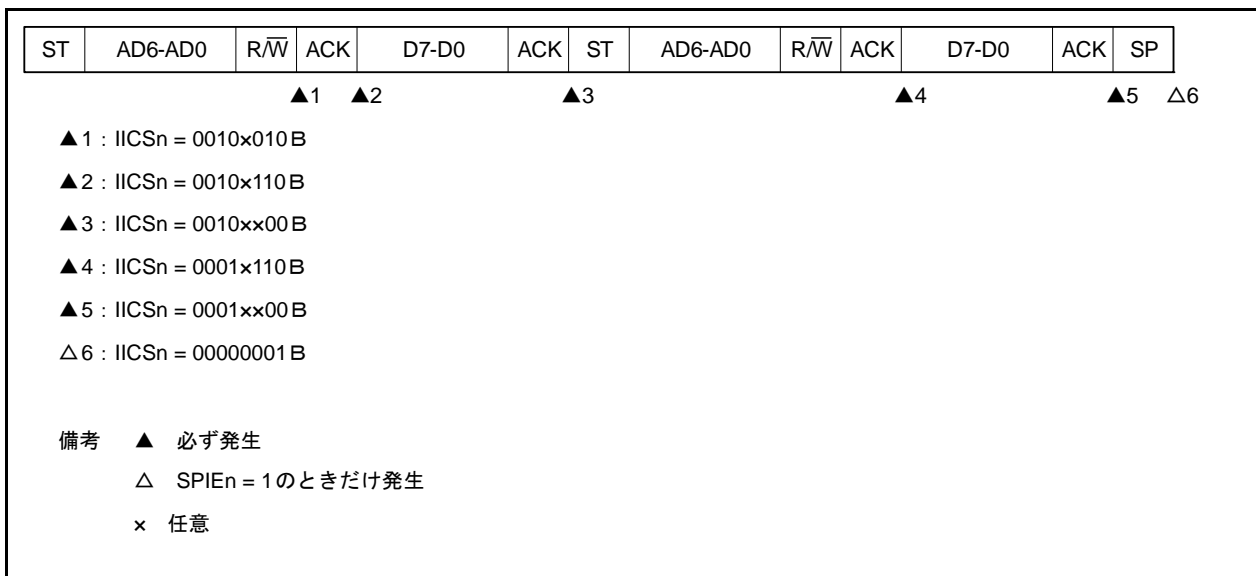 ST AD6-AD0 R/W̅ ACK D7-D0 ACK ST AD6-AD0 R/W̅ ACK D7-D0 ACK SP
▲1 ▲2 ▲3 ▲4 ▲5 △6
▲1：IICSn = 0010×010B
▲2：IICSn = 0010×110B
▲3：IICSn = 0010××00B
▲4：IICSn = 0001×110B
▲5：IICSn = 0001××00B
△6：IICSn = 00000001B
備考 ▲ 必ず発生
△ SPIEn = 1のときだけ発生
× 任意